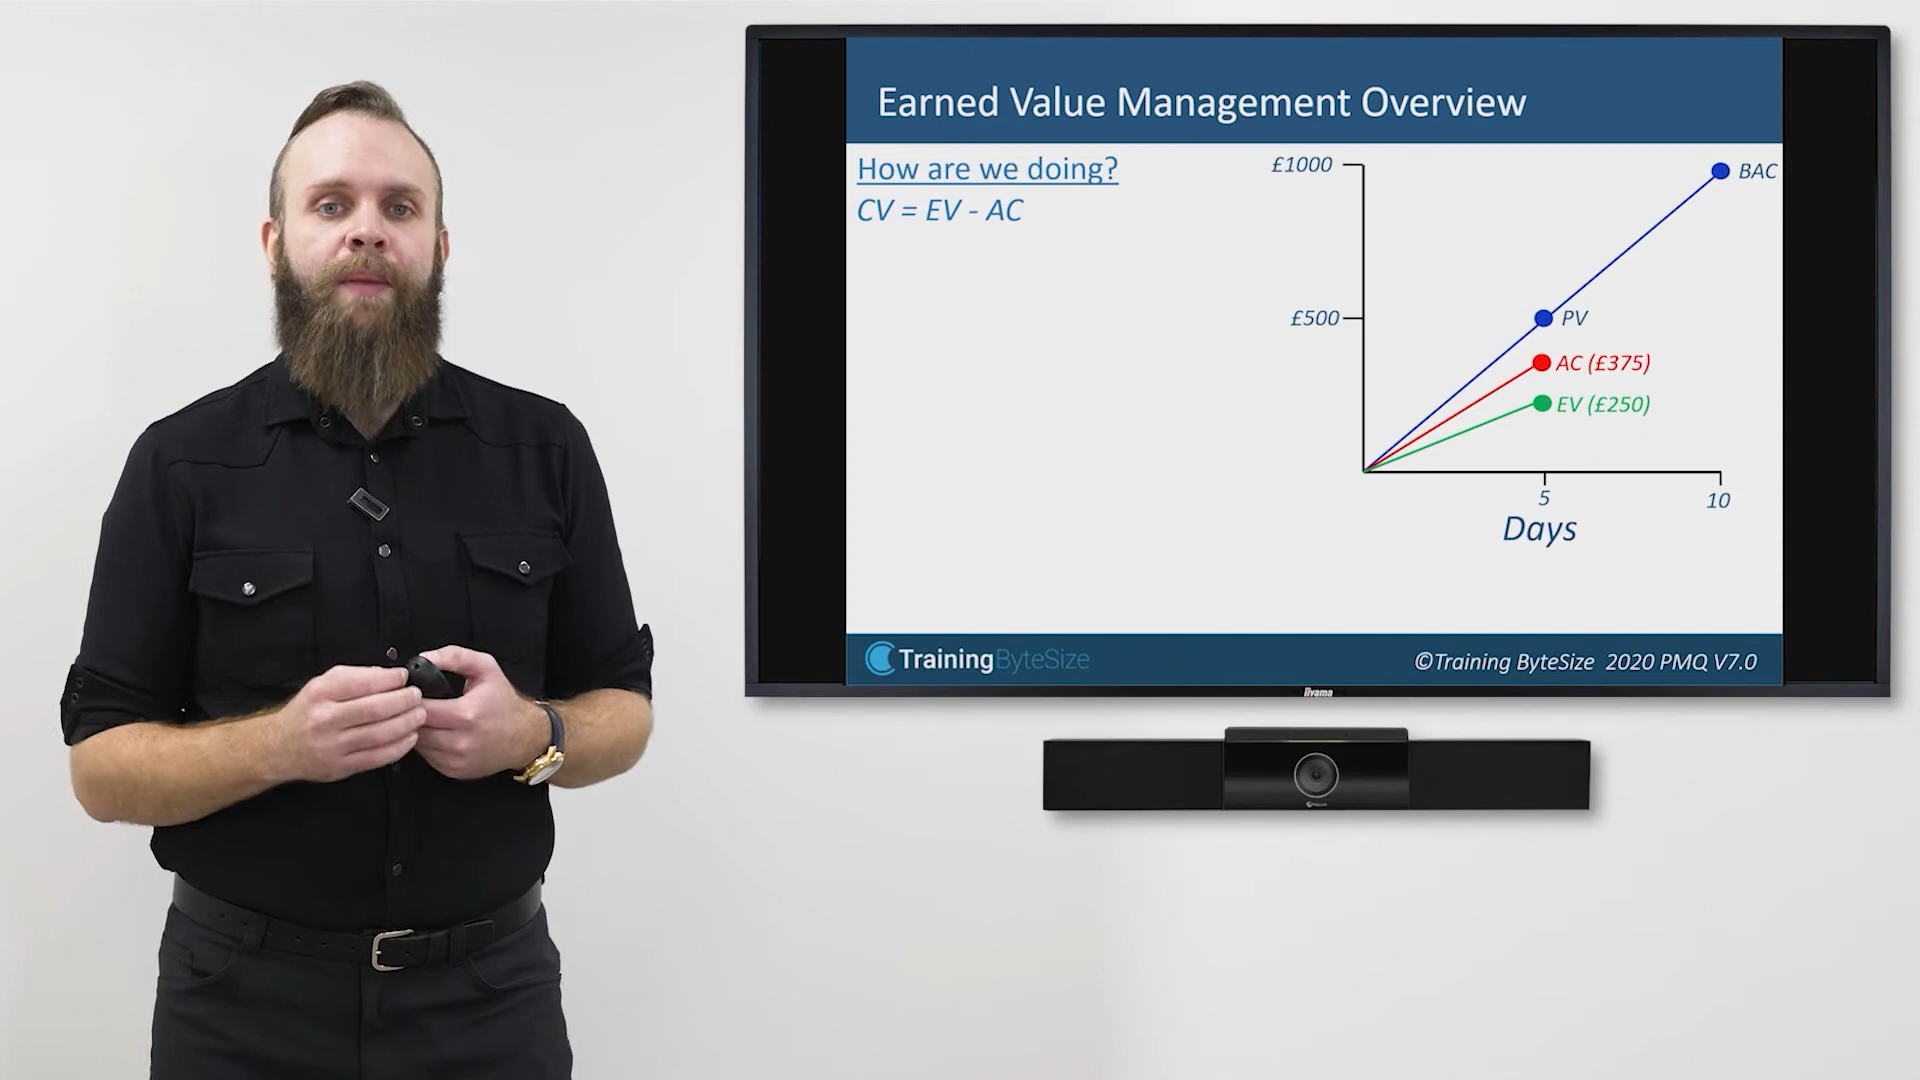 Earned Value Management Overview
How are we doing?
CV = EV - AC
£1000
BAC
£500
PV
AC (£375)
EV (£250)
5
10
Days
TrainingByteSize
©Training ByteSize 2020 PMQ V7.0
iiyama